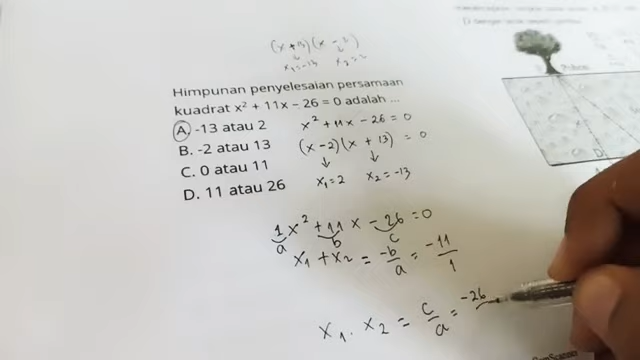 (x + 13)(x - 2)
x₁ = -13 x₂ = 2
Himpunan penyelesaian persamaan
kuadrat x² + 11x – 26 = 0 adalah ...
A. -13 atau 2
B. -2 atau 13
C. 0 atau 11
D. 11 atau 26
x² + 11x - 26 = 0
(x - 2)(x + 13) = 0
↓ ↓
x₁ = 2 x₂ = -13
1x² + 11x - 26 = 0
a b c
x₁ + x₂ = -b/a = -11/1
x₁ . x₂ = c/a = -26